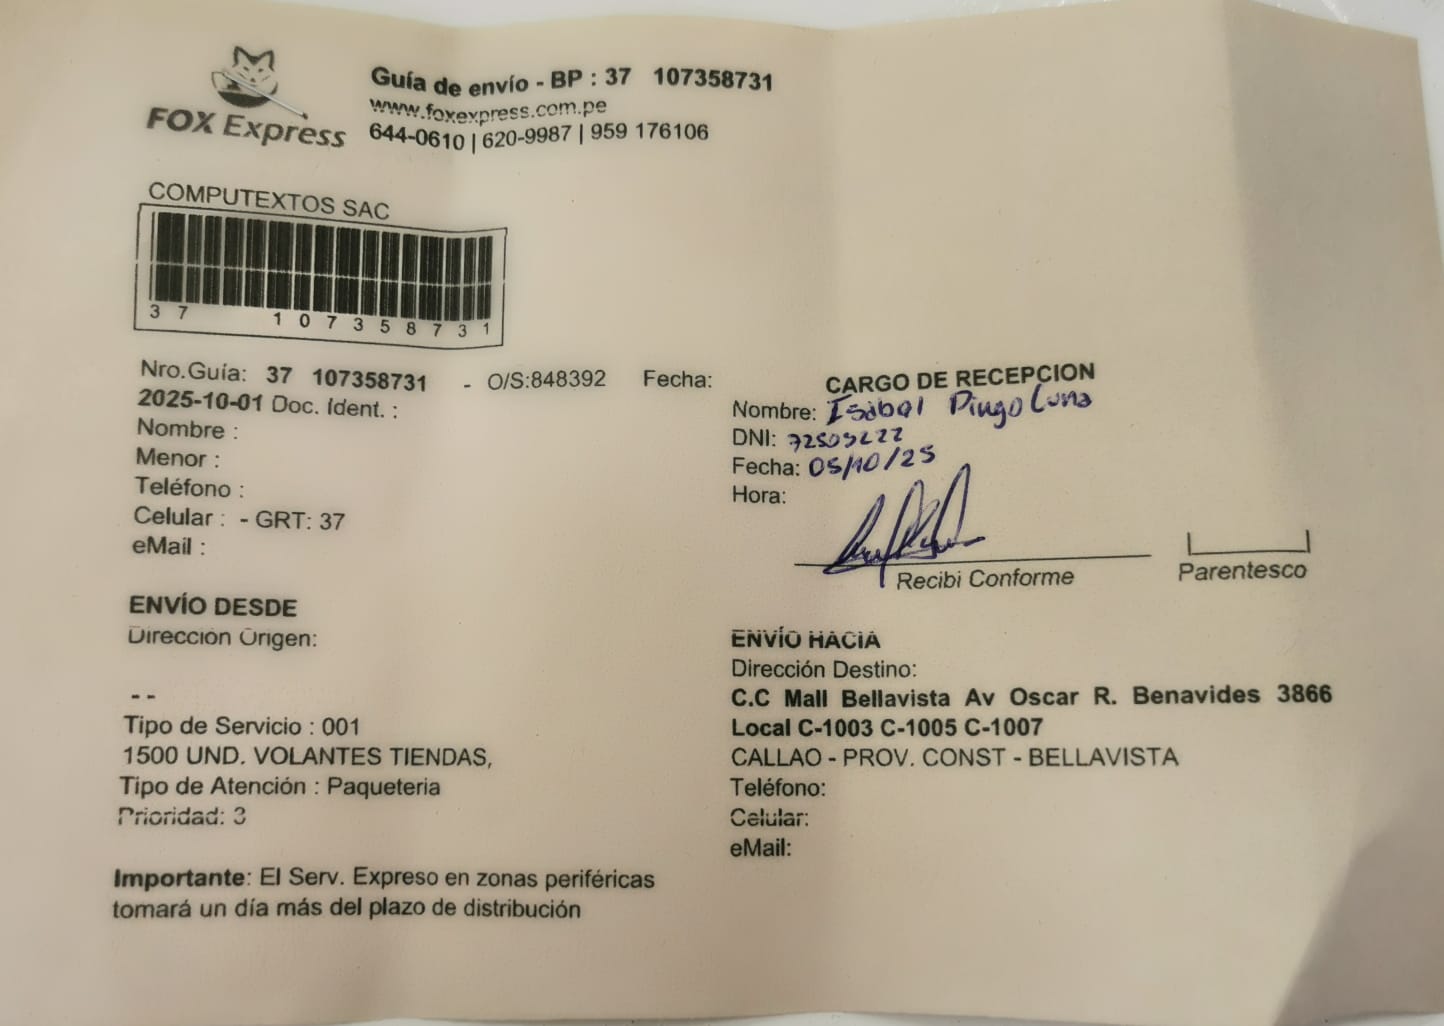 FOX Express
Guía de envío - BP : 37 107358731
www.foxexpress.com.pe
644-0610 | 620-9987 | 959 176106
COMPUTEXTOS SAC
37 107358731
Nro.Guía: 37 107358731 - O/S:848392 Fecha:
2025-10-01 Doc. Ident. :
Nombre :
Menor :
Teléfono :
Celular : - GRT: 37
eMail :
CARGO DE RECEPCION
Nombre: Isabel Pingo Luna
DNI:
Fecha: 05/10/25
Hora:
Recibi Conforme
Parentesco
ENVÍO DESDE
Dirección Origen:
--
Tipo de Servicio : 001
1500 UND. VOLANTES TIENDAS,
Tipo de Atención : Paqueteria
Prioridad: 3
ENVÍO HACIA
Dirección Destino:
C.C Mall Bellavista Av Oscar R. Benavides 3866
Local C-1003 C-1005 C-1007
CALLAO - PROV. CONST - BELLAVISTA
Teléfono:
Celular:
eMail:
Importante: El Serv. Expreso en zonas periféricas
tomará un día más del plazo de distribución